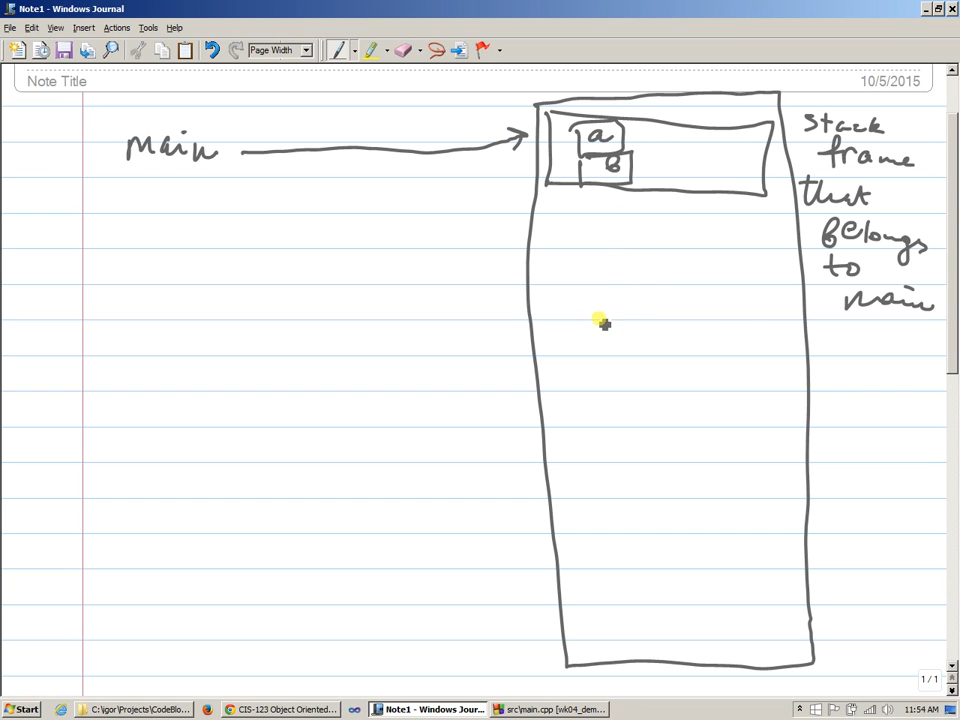 Note1 - Windows Journal
File Edit View Insert Actions Tools Help
Page Width
Note Title
10/5/2015
main
a
b
stack
frame
that
belongs
to
main
1 / 1
Start
C:\igor\Projects\CodeBlo...
CIS-123 Object Oriented...
Note1 - Windows Jour...
src\main.cpp [wk04_dem...
11:54 AM